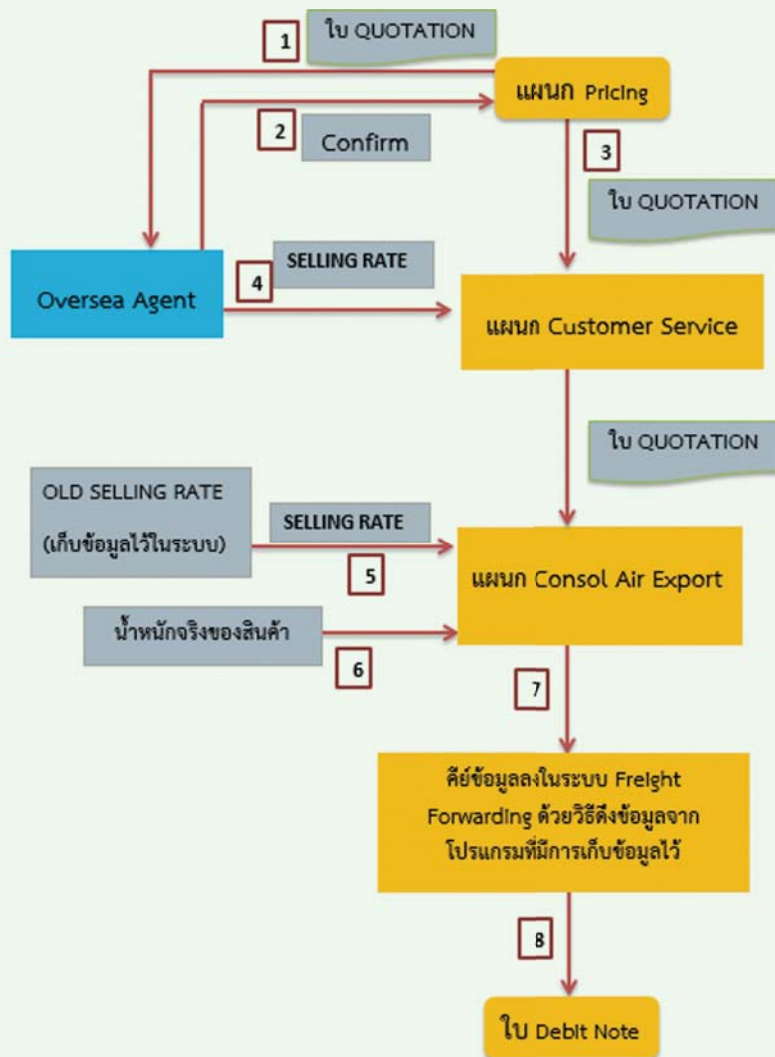 1
ใบ QUOTATION
แผนก Pricing
2
Confirm
3
ใบ QUOTATION
SELLING RATE
4
Oversea Agent
แผนก Customer Service
ใบ QUOTATION
OLD SELLING RATE
(เก็บข้อมูลไว้ในระบบ)
SELLING RATE
5
แผนก Consol Air Export
น้ำหนักจริงของสินค้า
6
7
คีย์ข้อมูลลงในระบบ Freight
Forwarding ด้วยวิธีดึงข้อมูลจาก
โปรแกรมที่มีการเก็บข้อมูลไว้
8
ใบ Debit Note